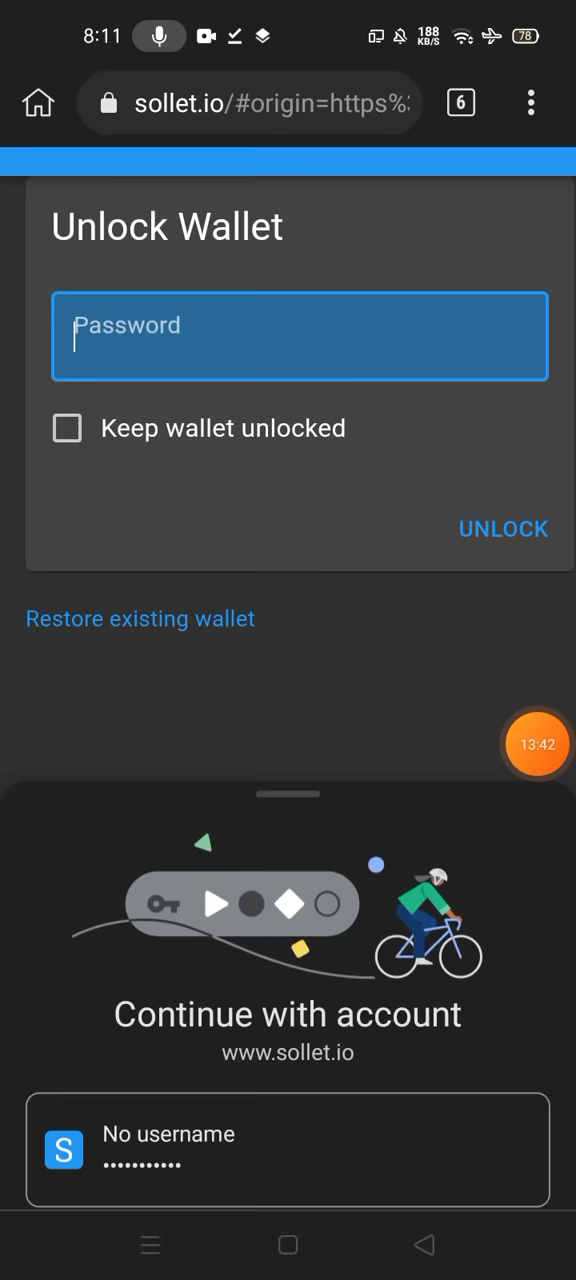 8:11
188
KB/S
78
sollet.io/#origin=https%
6
Unlock Wallet
Password
Keep wallet unlocked
UNLOCK
Restore existing wallet
13:42
Continue with account
www.sollet.io
S
No username
•••••••••••